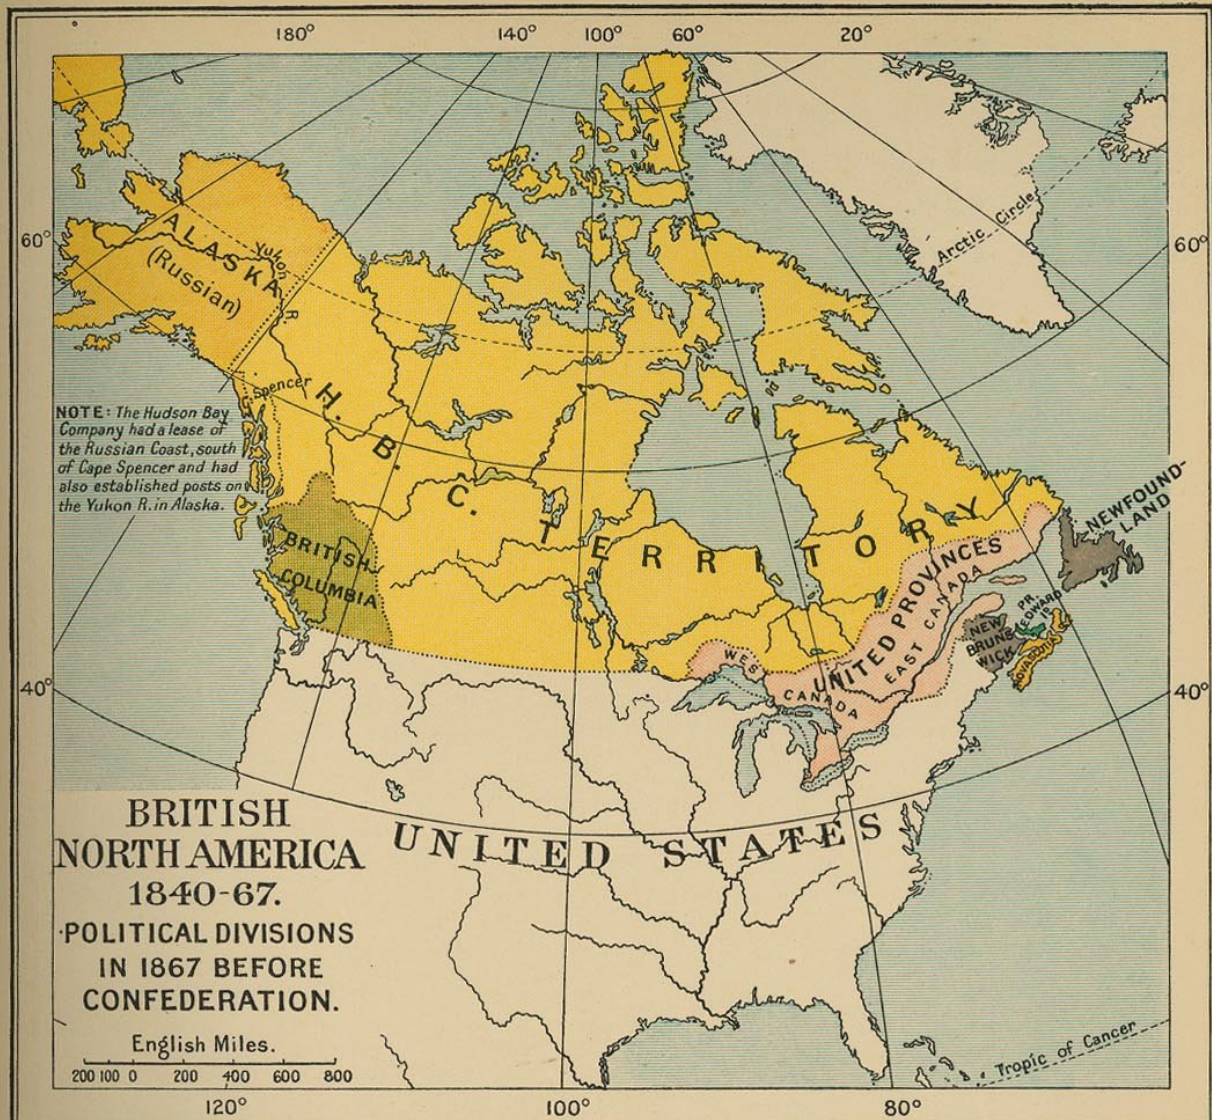 180° 140° 100° 60° 20°
60°
60°
40°
40°
Arctic Circle
ALASKA
(Russian)
Yukon R.
Spencer
NOTE: The Hudson Bay
Company had a lease of
the Russian Coast, south
of Cape Spencer and had
also established posts on
the Yukon R. in Alaska.
H. B. C. TERRITORY
BRITISH
COLUMBIA
NEWFOUND-
LAND
UNITED PROVINCES
EAST CANADA
WEST
CANADA
PR.
EDWARD
NEW
BRUNS
WICK
NOVA SCOTIA
UNITED STATES
BRITISH
NORTH AMERICA
1840-67.
POLITICAL DIVISIONS
IN 1867 BEFORE
CONFEDERATION.
English Miles.
200 100 0 200 400 600 800
Tropic of Cancer
120° 100° 80°